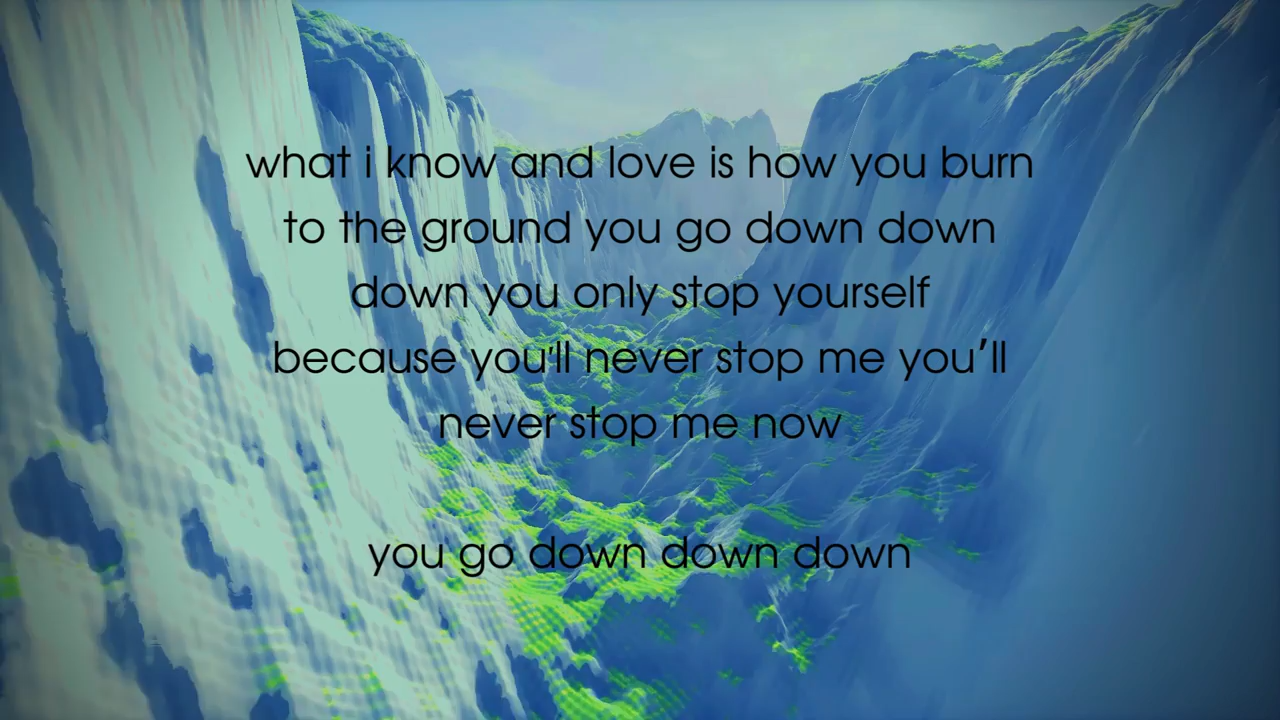 what i know and love is how you burn
to the ground you go down down
down you only stop yourself
because you'll never stop me you’ll
never stop me now
you go down down down